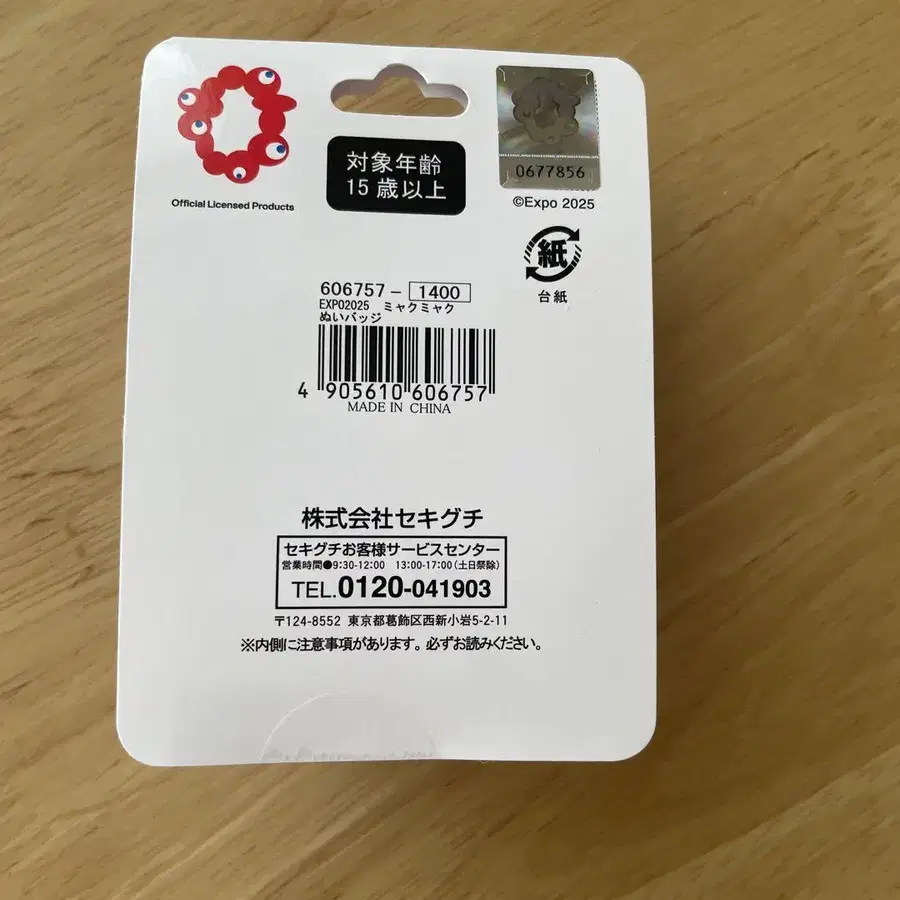 Official Licensed Products
対象年齢
15歳以上
0677856
©Expo 2025
紙
台紙
606757- 1400
EXPO2025 ミャクミャク
ぬいバッジ
4 905610 606757
MADE IN CHINA
株式会社セキグチ
セキグチお客様サービスセンター
営業時間●9:30-12:00 13:00-17:00(土日祭除)
TEL.0120-041903
〒124-8552 東京都葛飾区西新小岩5-2-11
※内側に注意事項があります。必ずお読みください。